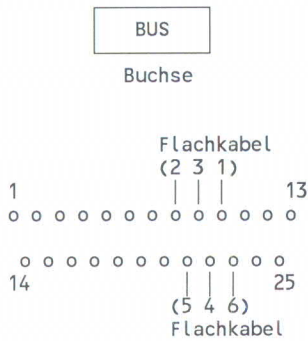 BUS
Buchse
Flachkabel
(2 3 1)
1 13
o o o o o o o o o o o o o
o o o o o o o o o o o o
14 25
(5 4 6)
Flachkabel